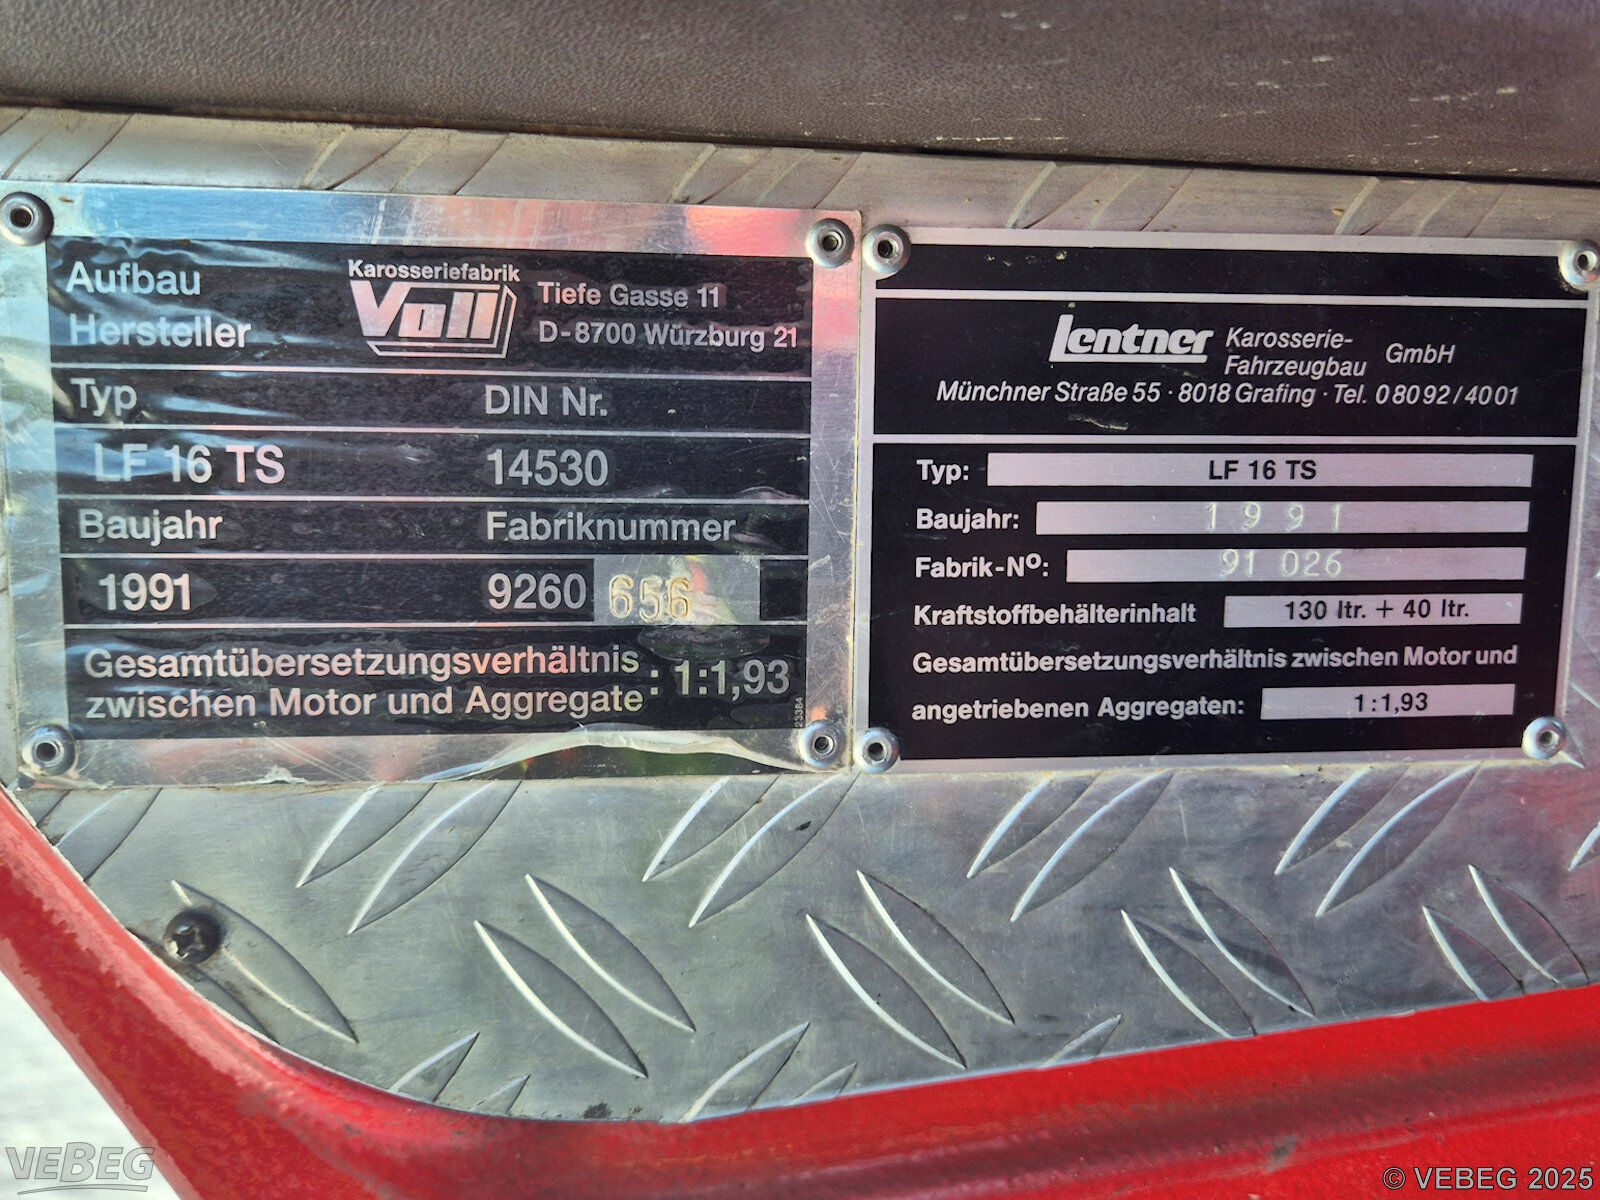 Aufbau
Hersteller
Karosseriefabrik
Voll
Tiefe Gasse 11
D-8700 Würzburg 21
Typ DIN Nr.
LF 16 TS 14530
Baujahr Fabriknummer
1991 9260 656
Gesamtübersetzungsverhältnis
zwischen Motor und Aggregate : 1:1,93
Lentner Karosserie-
Fahrzeugbau GmbH
Münchner Straße 55 · 8018 Grafing · Tel. 08092/4001
Typ: LF 16 TS
Baujahr: 1991
Fabrik-No: 91 026
Kraftstoffbehälterinhalt 130 ltr. + 40 ltr.
Gesamtübersetzungsverhältnis zwischen Motor und
angetriebenen Aggregaten: 1:1,93
VEBEG
© VEBEG 2025